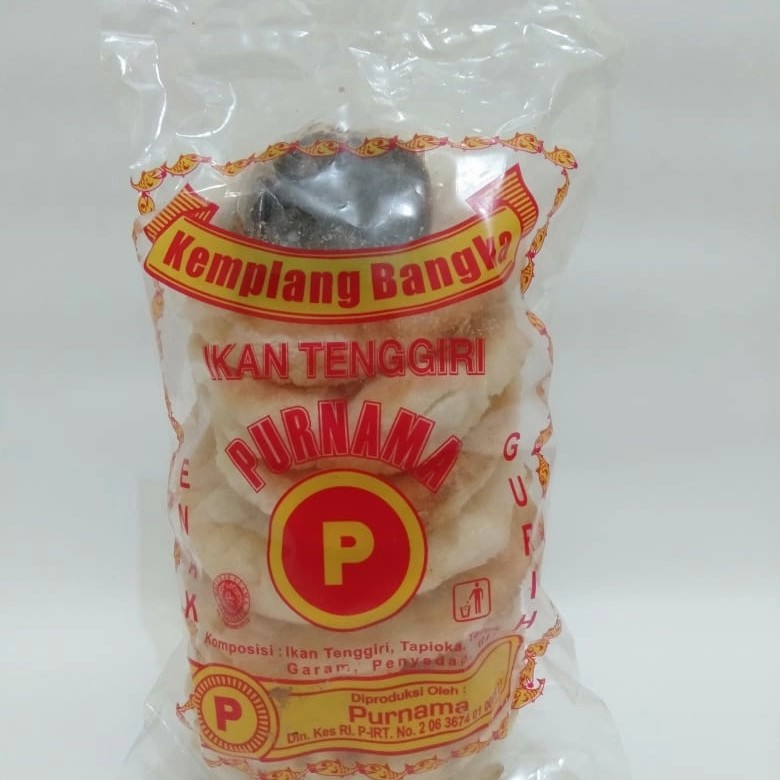 Kemplang Bangka
IKAN TENGGIRI
PURNAMA
P
ENAK
GURIH
Komposisi : Ikan Tenggiri, Tapioka,
Garam, Penyedap
P
Diproduksi Oleh :
Purnama
Din. Kes RI. P-IRT. No. 2 06 3674 01